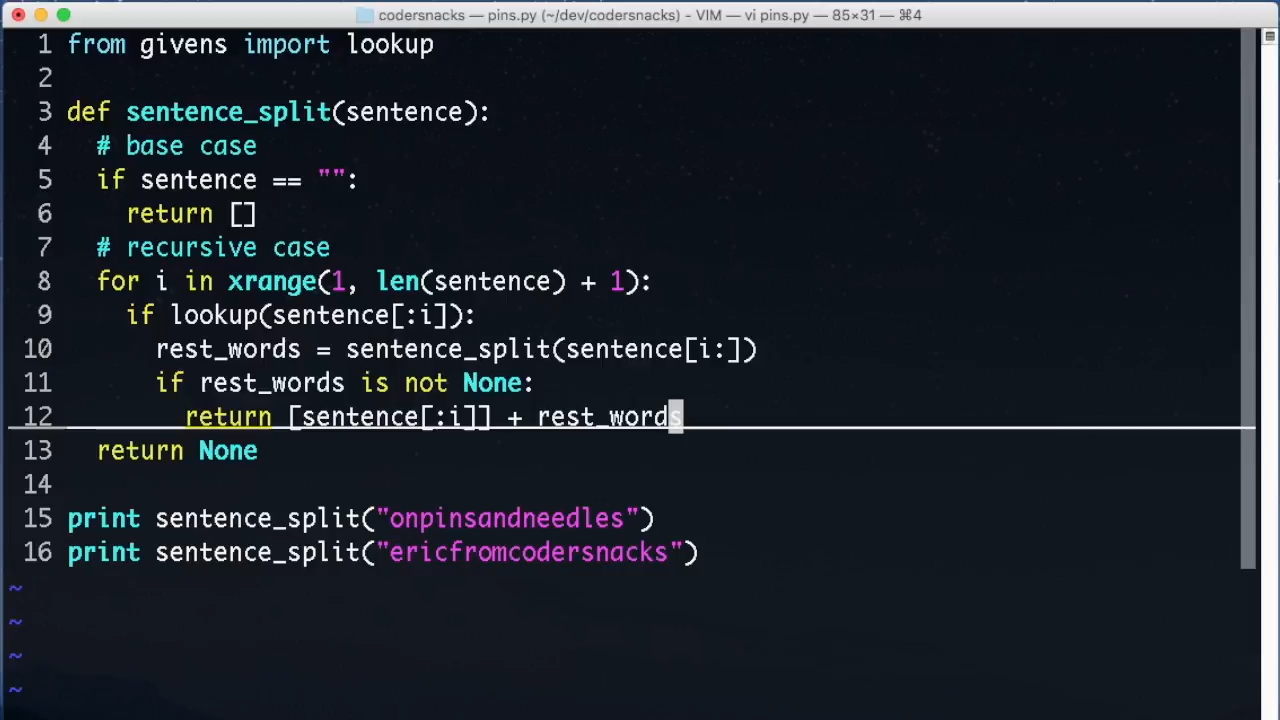 codersnacks — pins.py (~/dev/codersnacks) - VIM — vi pins.py — 85×31 — ⌘4
1 from givens import lookup
2
3 def sentence_split(sentence):
4   # base case
5   if sentence == "":
6     return []
7   # recursive case
8   for i in xrange(1, len(sentence) + 1):
9     if lookup(sentence[:i]):
10       rest_words = sentence_split(sentence[i:])
11       if rest_words is not None:
12         return [sentence[:i]] + rest_words
13   return None
14
15 print sentence_split("onpinsandneedles")
16 print sentence_split("ericfromcodersnacks")
~
~
~
~